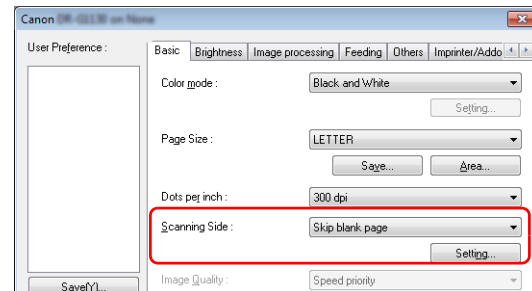 Canon DR-G1130 on None
User Preference :
Basic Brightness Image processing Feeding Others Imprinter/Addo
Color mode : Black and White
Setting...
Page Size : LETTER
Save... Area...
Dots per inch : 300 dpi
Scanning Side : Skip blank page
Setting...
Image Quality : Speed priority
Save(Y)...